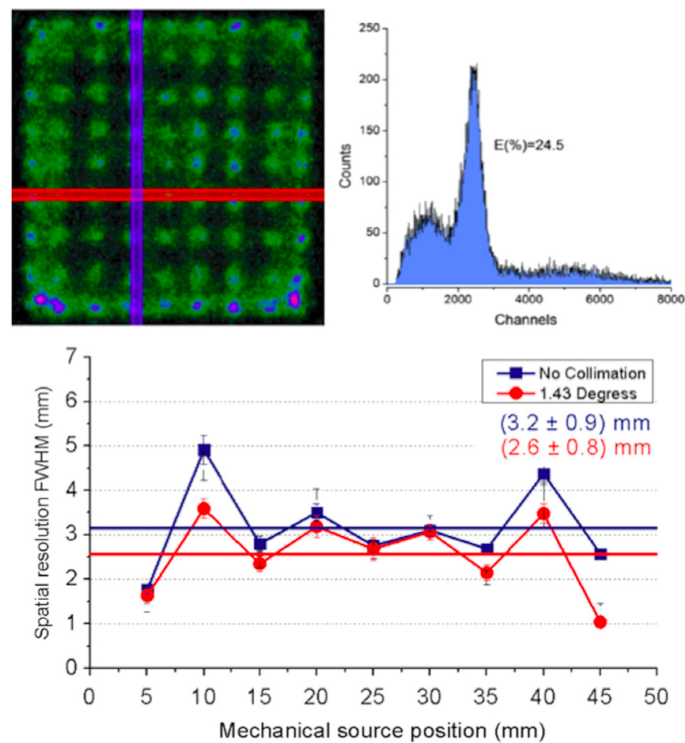 250
200
150
100
50
0
Counts
E(%)=24.5
0 2000 4000 6000 8000
Channels
7
6
5
4
3
2
1
0
Spatial resolution FWHM (mm)
No Collimation
1.43 Degress
(3.2 ± 0.9) mm
(2.6 ± 0.8) mm
0 5 10 15 20 25 30 35 40 45 50
Mechanical source position (mm)